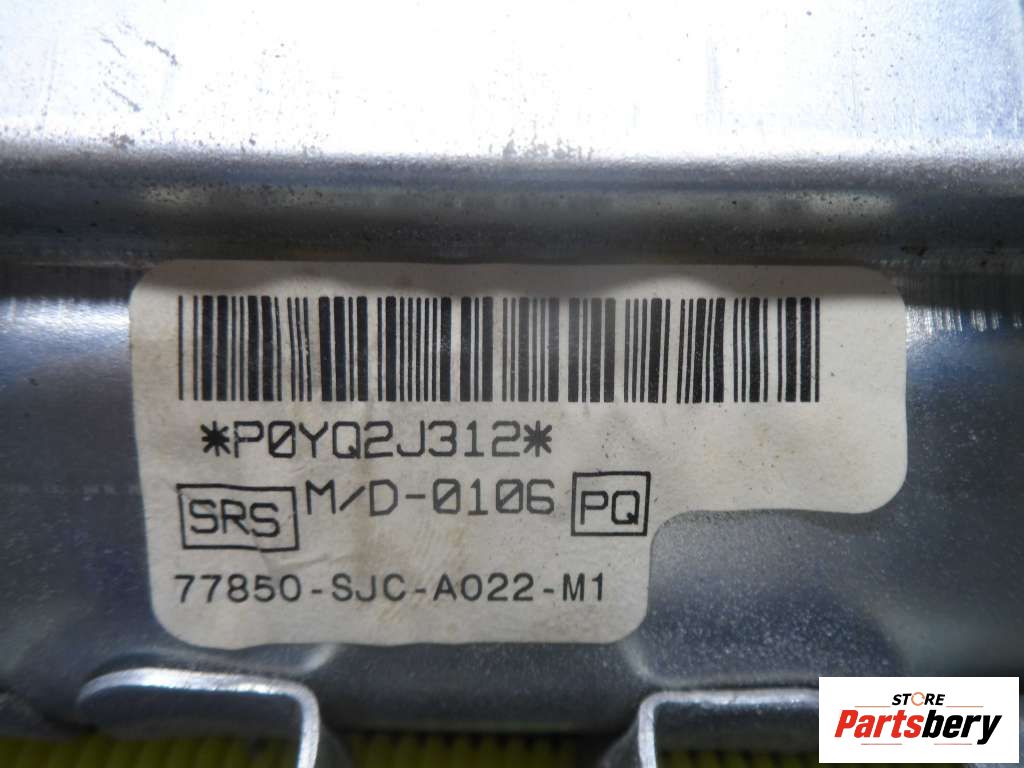 *P0YQ2J312*
SRS M/D-0106 PQ
77850-SJC-A022-M1
STORE
Partsbery